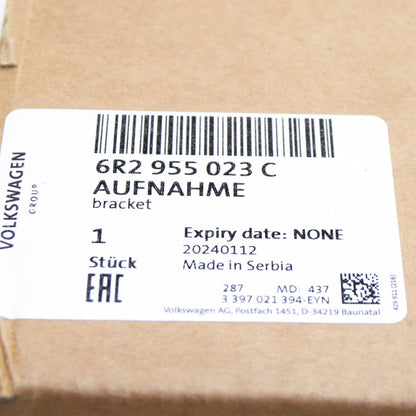 VOLKSWAGEN
GROUP
6R2 955 023 C
AUFNAHME
bracket
1
Expiry date: NONE
20240112
Stück
Made in Serbia
EAC
287 MD: 437
3 397 021 394-EYN
Volkswagen AG, Postfach 1451, D-34219 Baunatal